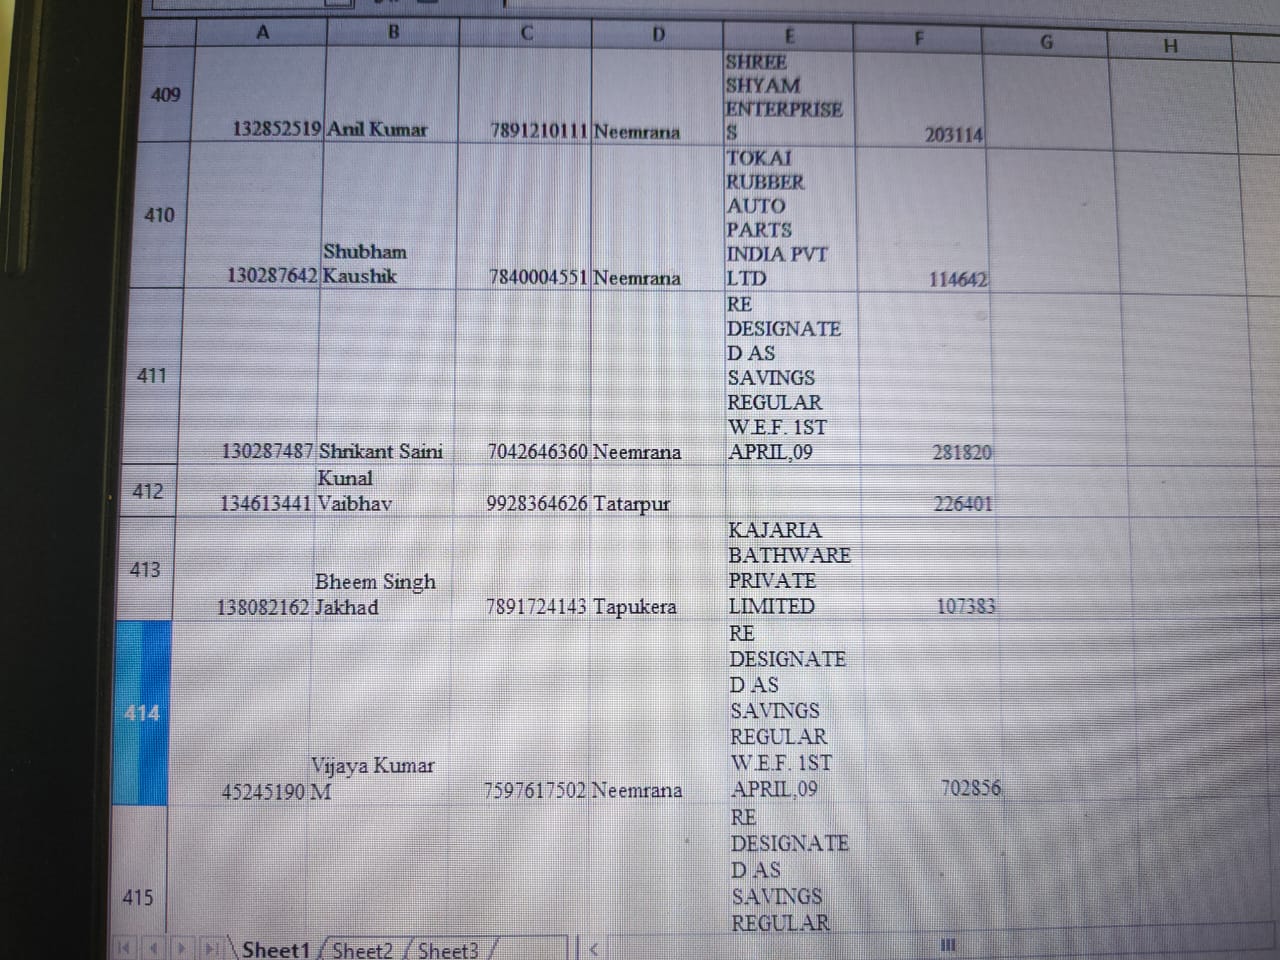 A B C D E F G H
409 132852519 Anil Kumar 7891210111 Neemrana SHREE
SHYAM
ENTERPRISE
S 203114
410 130287642 Shubham
Kaushik 7840004551 Neemrana TOKAI
RUBBER
AUTO
PARTS
INDIA PVT
LTD 114642
411 130287487 Shrikant Saini 7042646360 Neemrana RE
DESIGNATE
D AS
SAVINGS
REGULAR
W.E.F. 1ST
APRIL,09 281820
412 134613441 Kunal
Vaibhav 9928364626 Tatarpur 226401
413 138082162 Bheem Singh
Jakhad 7891724143 Tapukera KAJARIA
BATHWARE
PRIVATE
LIMITED 107383
414 45245190 Vijaya Kumar
M 7597617502 Neemrana RE
DESIGNATE
D AS
SAVINGS
REGULAR
W.E.F. 1ST
APRIL,09 702856
415 RE
DESIGNATE
D AS
SAVINGS
REGULAR
Sheet1 Sheet2 Sheet3